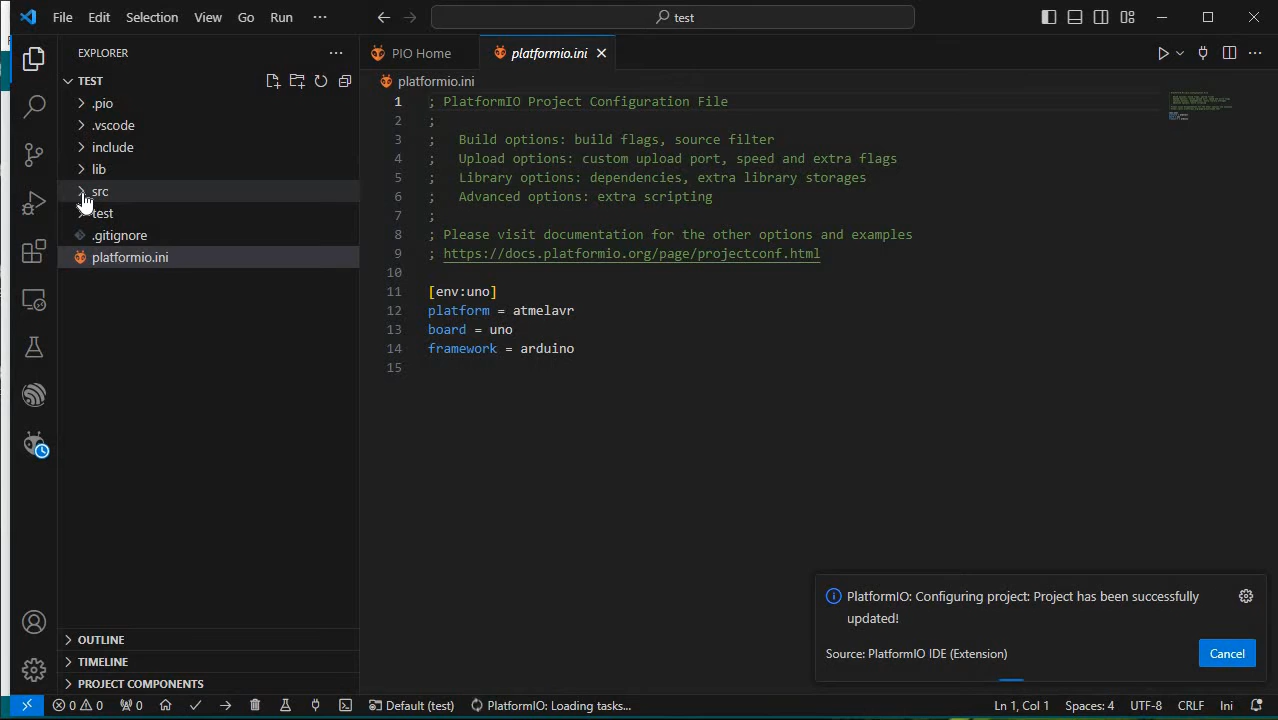 File Edit Selection View Go Run ··· test
EXPLORER ···
TEST
.pio
.vscode
include
lib
src
test
.gitignore
platformio.ini
OUTLINE
TIMELINE
PROJECT COMPONENTS
PIO Home platformio.ini
platformio.ini
1 ; PlatformIO Project Configuration File
2 ;
3 ;   Build options: build flags, source filter
4 ;   Upload options: custom upload port, speed and extra flags
5 ;   Library options: dependencies, extra library storages
6 ;   Advanced options: extra scripting
7 ;
8 ; Please visit documentation for the other options and examples
9 ; https://docs.platformio.org/page/projectconf.html
10
11 [env:uno]
12 platform = atmelavr
13 board = uno
14 framework = arduino
15
PlatformIO: Configuring project: Project has been successfully
updated!
Source: PlatformIO IDE (Extension) Cancel
0 0 0 Default (test) PlatformIO: Loading tasks... Ln 1, Col 1 Spaces: 4 UTF-8 CRLF Ini